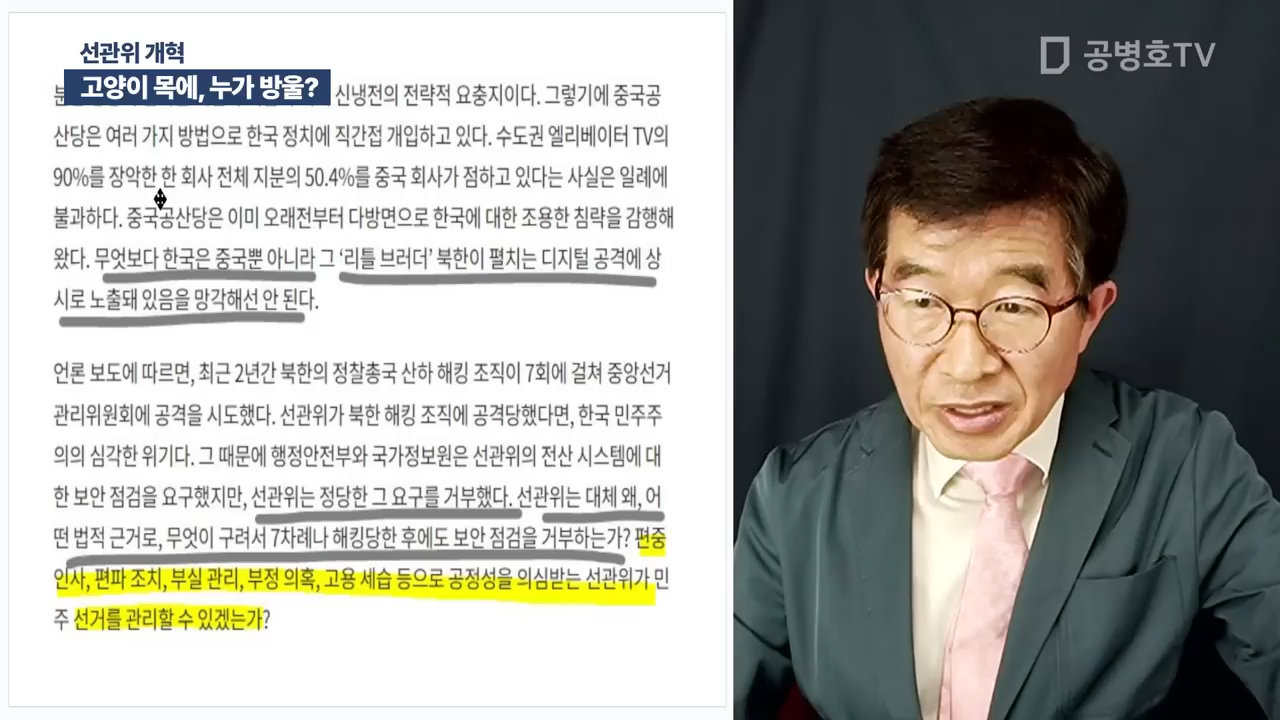 선관위 개혁
고양이 목에, 누가 방울?
공병호TV
신냉전의 전략적 요충지이다. 그렇기에 중국공
산당은 여러 가지 방법으로 한국 정치에 직간접 개입하고 있다. 수도권 엘리베이터 TV의
90%를 장악한 한 회사 전체 지분의 50.4%를 중국 회사가 점하고 있다는 사실은 일례에
불과하다. 중국공산당은 이미 오래전부터 다방면으로 한국에 대한 조용한 침략을 감행해
왔다. 무엇보다 한국은 중국뿐 아니라 그 ‘리틀 브러더’ 북한이 펼치는 디지털 공격에 상
시로 노출돼 있음을 망각해선 안 된다.
언론 보도에 따르면, 최근 2년간 북한의 정찰총국 산하 해킹 조직이 7회에 걸쳐 중앙선거
관리위원회에 공격을 시도했다. 선관위가 북한 해킹 조직에 공격당했다면, 한국 민주주
의의 심각한 위기다. 그 때문에 행정안전부와 국가정보원은 선관위의 전산 시스템에 대
한 보안 점검을 요구했지만, 선관위는 정당한 그 요구를 거부했다. 선관위는 대체 왜, 어
떤 법적 근거로, 무엇이 구려서 7차례나 해킹당한 후에도 보안 점검을 거부하는가? 편중
인사, 편파 조치, 부실 관리, 부정 의혹, 고용 세습 등으로 공정성을 의심받는 선관위가 민
주 선거를 관리할 수 있겠는가?